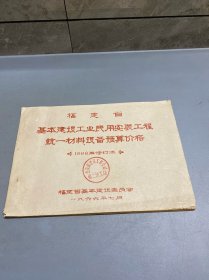 福建省
基本建设工业民用安装工程
统一材料设备预算价格
福建省基本建设委员会
一九六六年七月